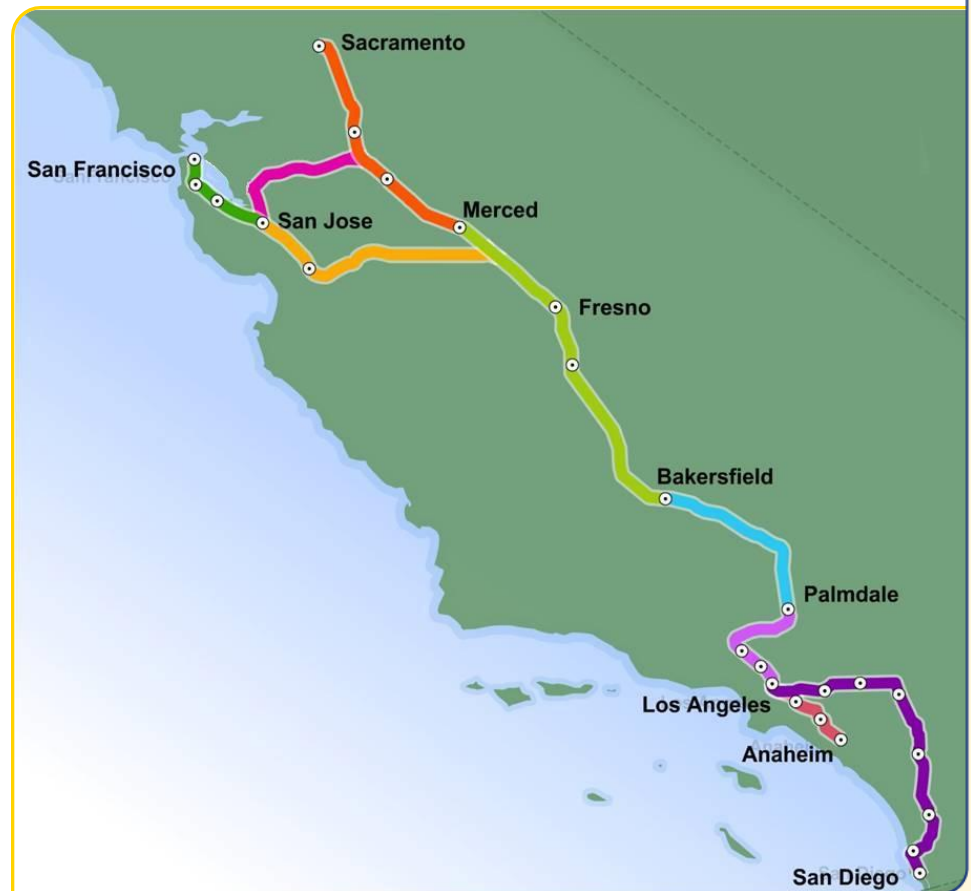 Sacramento
San Francisco
San Jose
Merced
Fresno
Bakersfield
Palmdale
Los Angeles
Anaheim
San Diego